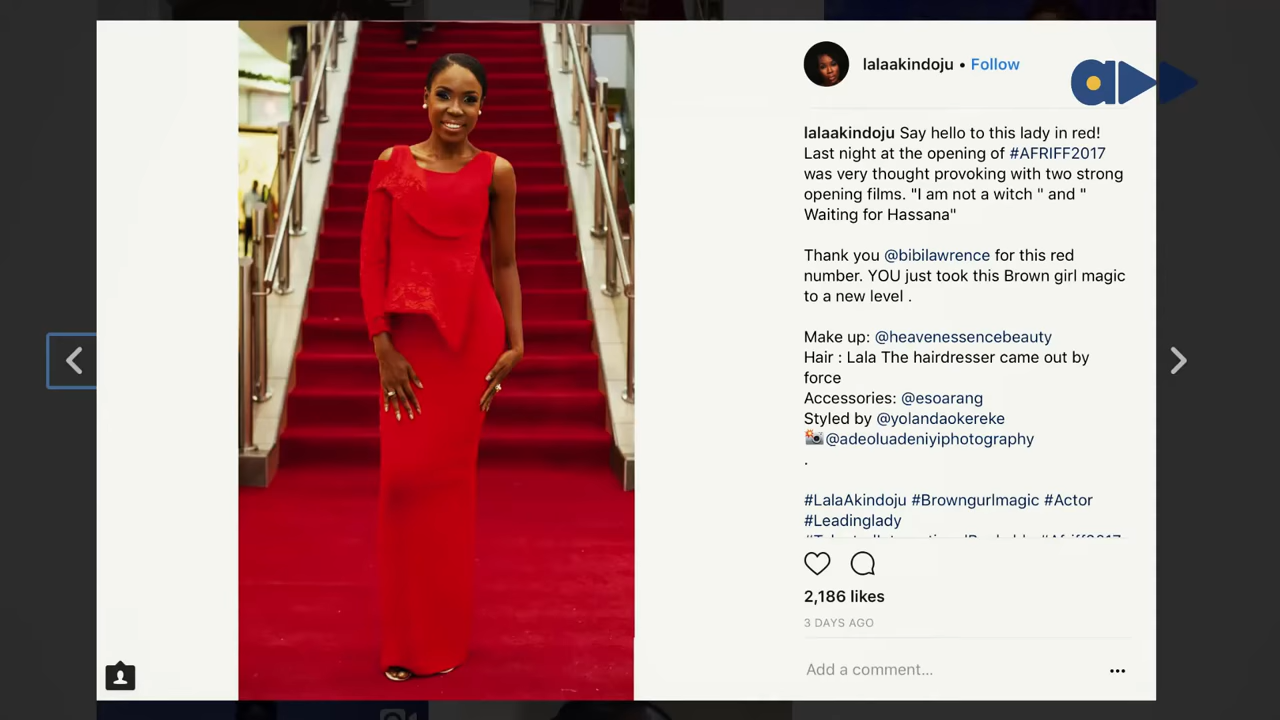 lalaakindoju • Follow
lalaakindoju Say hello to this lady in red!
Last night at the opening of #AFRIFF2017
was very thought provoking with two strong
opening films. "I am not a witch " and "
Waiting for Hassana"
Thank you @bibilawrence for this red
number. YOU just took this Brown girl magic
to a new level .
Make up: @heavenessencebeauty
Hair : Lala The hairdresser came out by
force
Accessories: @esoarang
Styled by @yolandaokereke
📸@adeoluadeniyiphotography
.
#LalaAkindoju #Browngurlmagic #Actor
#Leadinglady
2,186 likes
3 DAYS AGO
Add a comment...